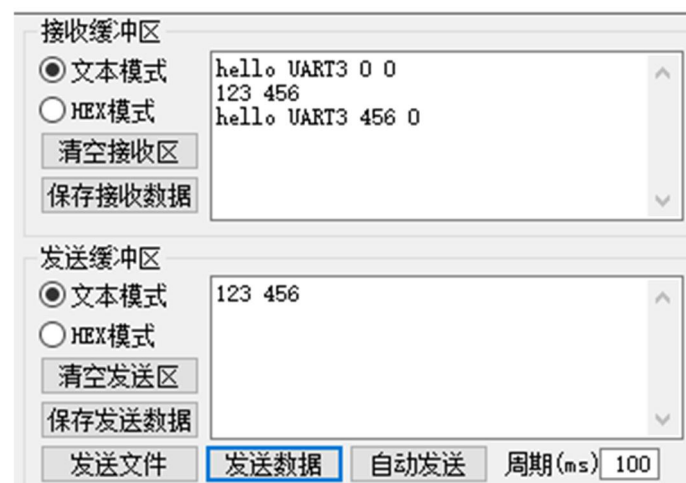 接收缓冲区
文本模式
HEX模式
清空接收区
保存接收数据
hello UART3 0 0
123 456
hello UART3 456 0
发送缓冲区
文本模式
HEX模式
清空发送区
保存发送数据
123 456
发送文件 发送数据 自动发送 周期(ms) 100